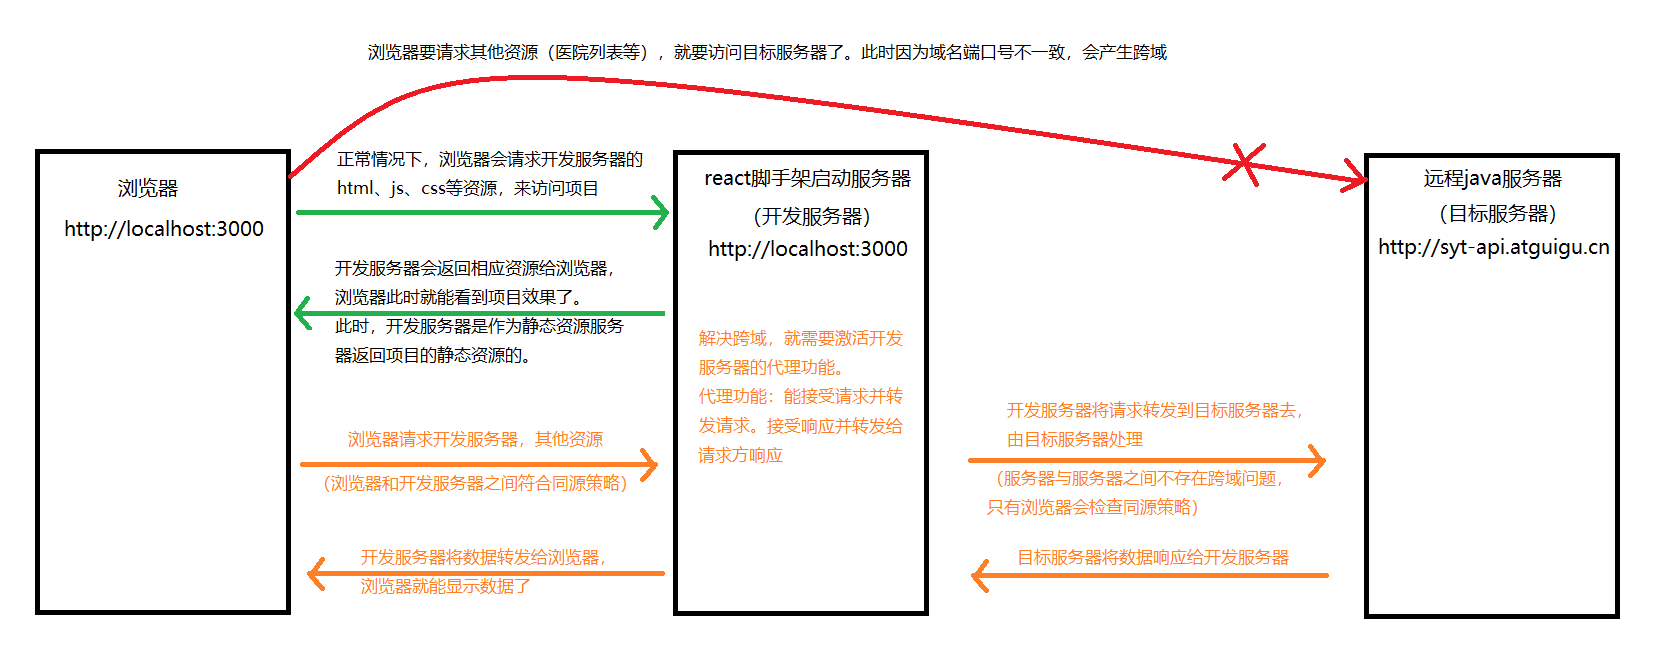 浏览器要请求其他资源（医院列表等），就要访问目标服务器了。此时因为域名端口号不一致，会产生跨域
浏览器
http://localhost:3000
正常情况下，浏览器会请求开发服务器的
html、js、css等资源，来访问项目
开发服务器会返回相应资源给浏览器，
浏览器此时就能看到项目效果了。
此时，开发服务器是作为静态资源服务
器返回项目的静态资源的。
浏览器请求开发服务器，其他资源
（浏览器和开发服务器之间符合同源策略）
开发服务器将数据转发给浏览器，
浏览器就能显示数据了
react脚手架启动服务器
（开发服务器）
http://localhost:3000
解决跨域，就需要激活开发
服务器的代理功能。
代理功能：能接受请求并转
发请求。接受响应并转发给
请求方响应
开发服务器将请求转发到目标服务器去，
由目标服务器处理
（服务器与服务器之间不存在跨域问题，
只有浏览器会检查同源策略）
目标服务器将数据响应给开发服务器
远程java服务器
（目标服务器）
http://syt-api.atguigu.cn